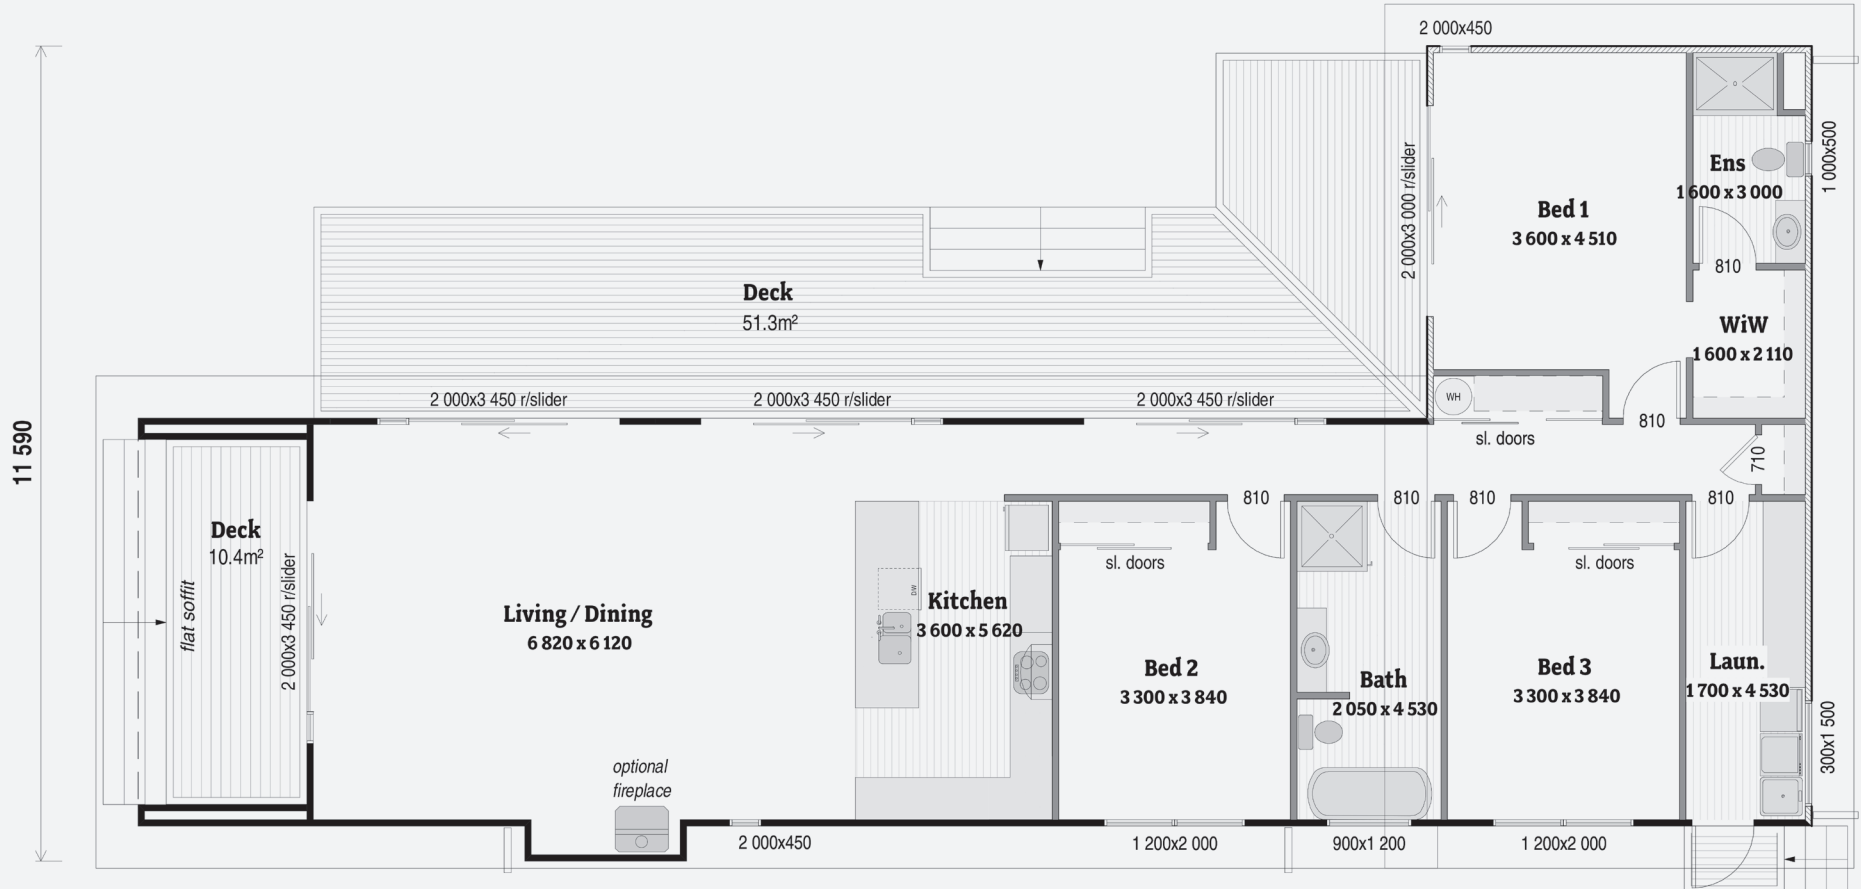 2 000x450
11 590
Deck
51.3m²
2 000x3 450 r/slider
2 000x3 450 r/slider
2 000x3 450 r/slider
2 000x3 000 r/slider
Bed 1
3 600 x 4 510
Ens
1 600 x 3 000
1 000x500
810
WiW
1 600 x 2 110
WH
sl. doors
810
710
Deck
10.4m²
flat soffit
2 000x3 450 r/slider
Living / Dining
6 820 x 6 120
optional
fireplace
DW
Kitchen
3 600 x 5 620
810
810
810
810
sl. doors
Bed 2
3 300 x 3 840
Bath
2 050 x 4 530
sl. doors
Bed 3
3 300 x 3 840
Laun.
1 700 x 4 530
300x1 500
2 000x450
1 200x2 000
900x1 200
1 200x2 000